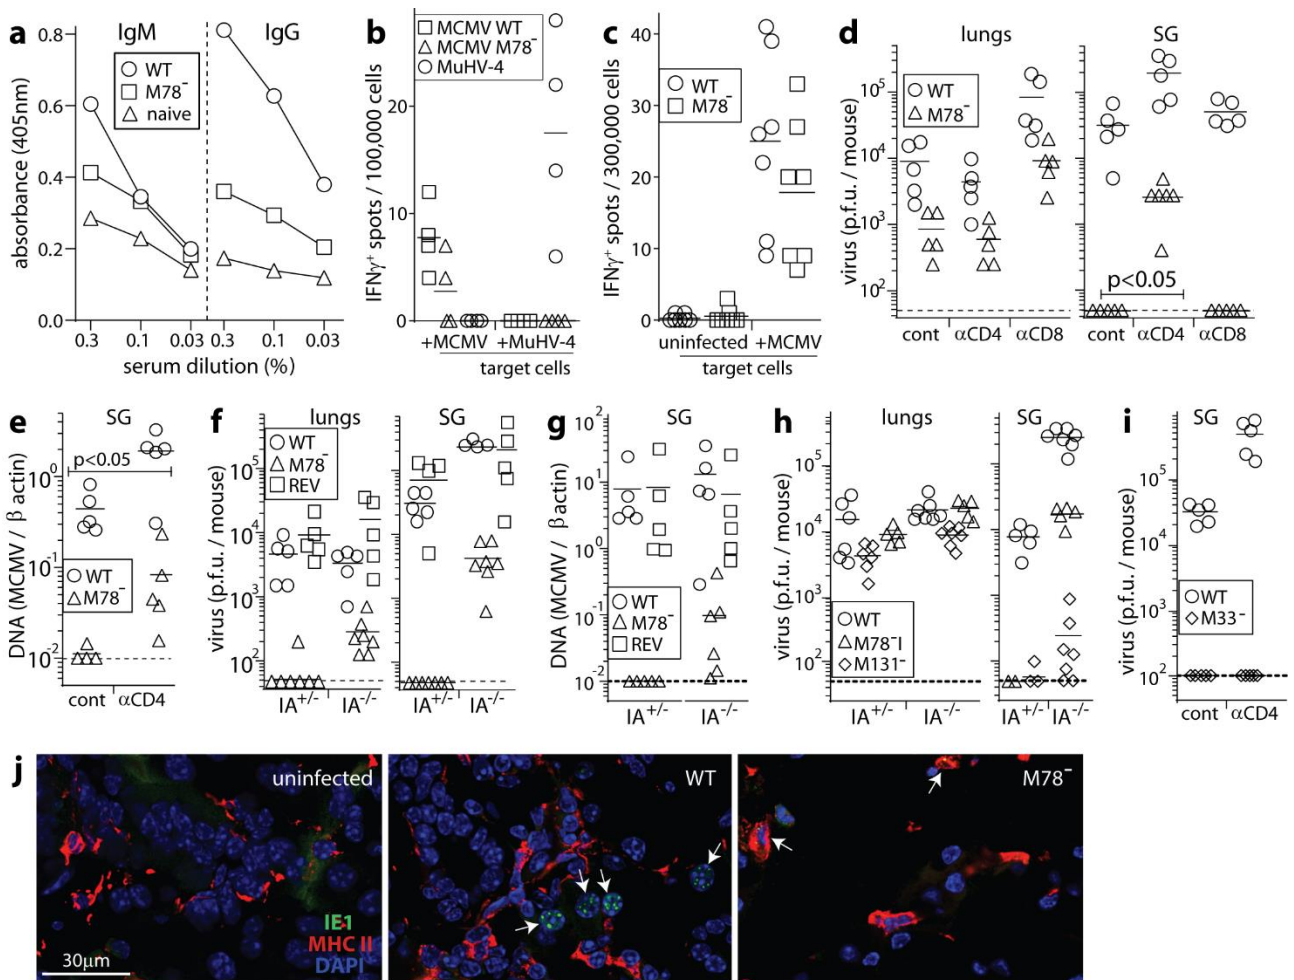 a
IgM
IgG
WT
M78⁻
naive
absorbance (405nm)
0.8
0.6
0.4
0.2
0.0
0.3
0.1
0.03
0.3
0.1
0.03
serum dilution (%)
b
MCMV WT
MCMV M78⁻
MuHV-4
IFNγ⁺ spots / 100,000 cells
20
10
0
+MCMV
+MuHV-4
target cells
c
WT
M78⁻
IFNγ⁺ spots / 300,000 cells
40
30
20
10
0
uninfected
+MCMV
target cells
d
lungs
SG
WT
M78⁻
virus (p.f.u. / mouse)
10⁵
10⁴
10³
10²
p<0.05
cont
αCD4
αCD8
cont
αCD4
αCD8
e
SG
p<0.05
WT
M78⁻
DNA (MCMV / β actin)
10⁰
10⁻¹
10⁻²
cont
αCD4
f
lungs
SG
WT
M78⁻
REV
virus (p.f.u. / mouse)
10⁵
10⁴
10³
10²
IA⁺/⁻
IA⁻/⁻
IA⁺/⁻
IA⁻/⁻
g
SG
WT
M78⁻
REV
DNA (MCMV / β actin)
10²
10¹
10⁰
10⁻¹
10⁻²
IA⁺/⁻
IA⁻/⁻
h
lungs
SG
WT
M78⁻I
M131⁻
virus (p.f.u. / mouse)
10⁵
10⁴
10³
10²
IA⁺/⁻
IA⁻/⁻
IA⁺/⁻
IA⁻/⁻
i
SG
WT
M33⁻
virus (p.f.u. / mouse)
10⁵
10⁴
10³
10²
cont
αCD4
j
uninfected
WT
M78⁻
IE1
MHC II
DAPI
30μm